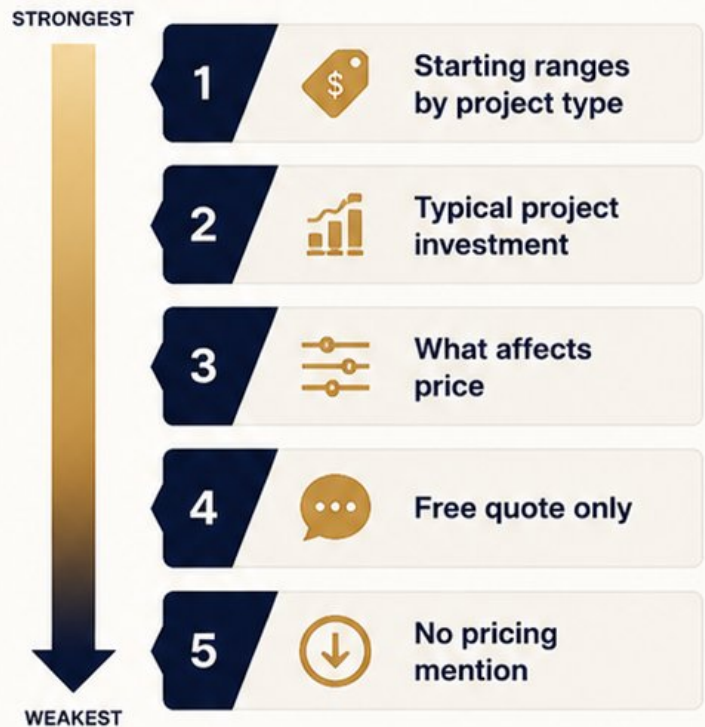 STRONGEST
1
$
Starting ranges
by project type
2
Typical project
investment
3
What affects
price
4
Free quote only
5
No pricing
mention
WEAKEST